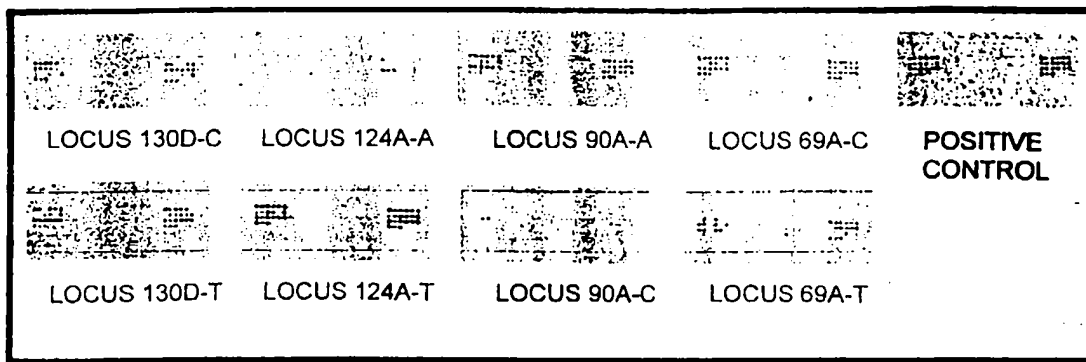 LOCUS 130D-C LOCUS 124A-A LOCUS 90A-A LOCUS 69A-C POSITIVE
CONTROL
LOCUS 130D-T LOCUS 124A-T LOCUS 90A-C LOCUS 69A-T